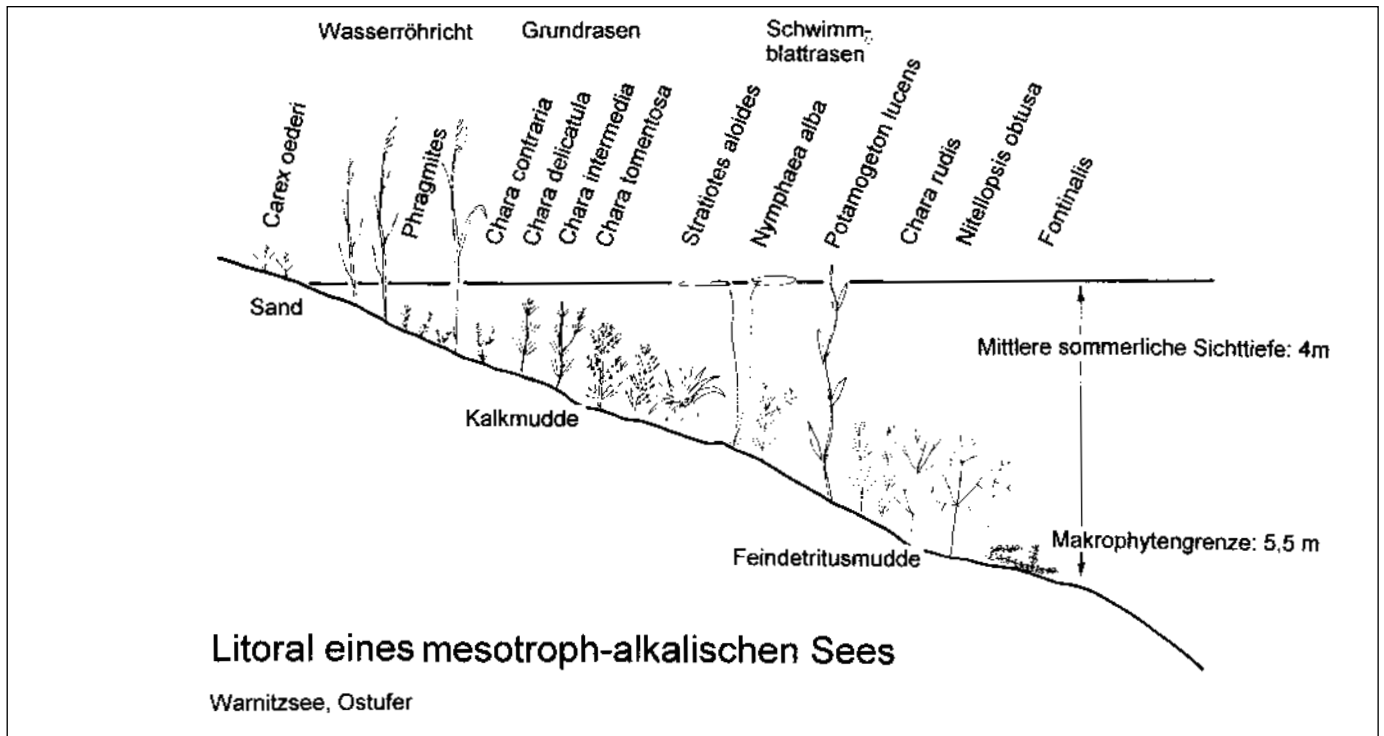 Wasserröhricht
Grundrasen
Schwimm-
blattrasen
Carex oederi
Phragmites
Chara contraria
Chara delicatula
Chara intermedia
Chara tomentosa
Stratiotes aloides
Nymphaea alba
Potamogeton lucens
Chara rudis
Nitellopsis obtusa
Fontinalis
Sand
Mittlere sommerliche Sichttiefe: 4m
Kalkmudde
Makrophytengrenze: 5,5 m
Feindetritusmudde
Litoral eines mesotroph-alkalischen Sees
Warnitzsee, Ostufer